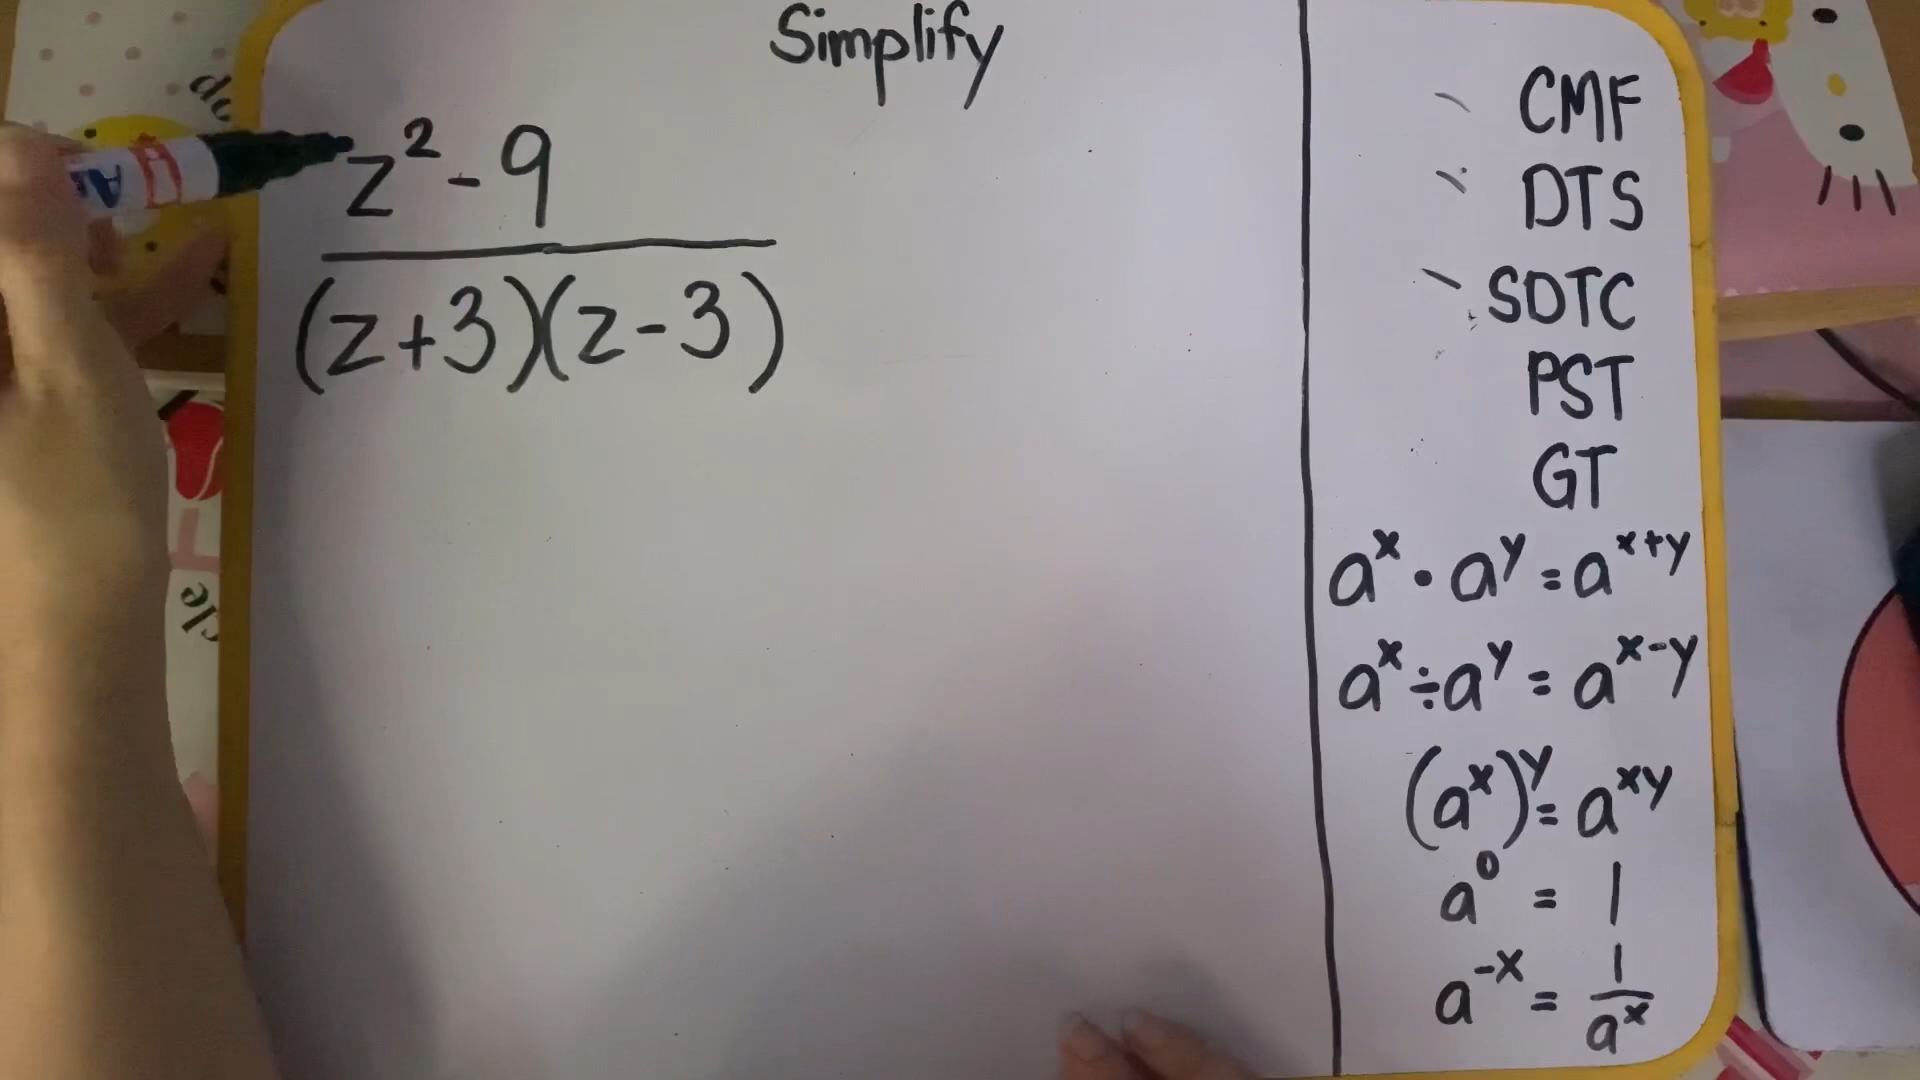 Simplify
z² - 9
(z+3)(z-3)
CMF
DTS
SDTC
PST
GT
aˣ · aʸ = aˣ⁺ʸ
aˣ ÷ aʸ = aˣ⁻ʸ
(aˣ)ʸ = aˣʸ
a⁰ = 1
a⁻ˣ = 1/aˣ
cle